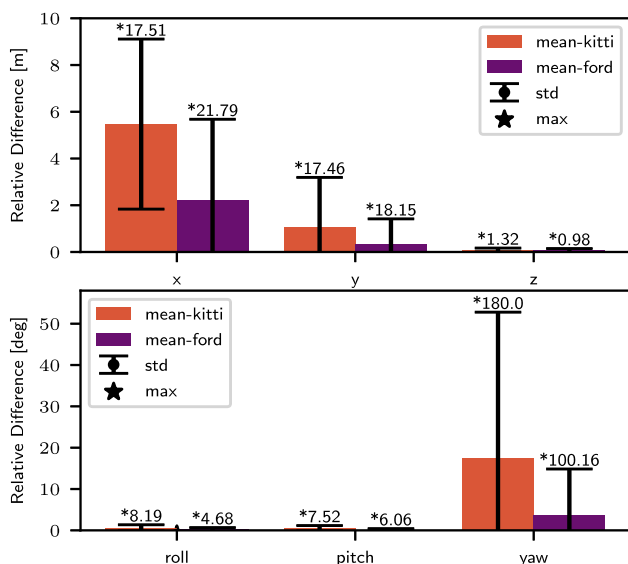 10
8
6
4
2
0
Relative Difference [m]
*17.51
*21.79
*17.46
*18.15
*1.32
*0.98
mean-kitti
mean-ford
std
max
x
y
z
50
40
30
20
10
0
Relative Difference [deg]
mean-kitti
mean-ford
std
max
*8.19
*4.68
*7.52
*6.06
*180.0
*100.16
roll
pitch
yaw